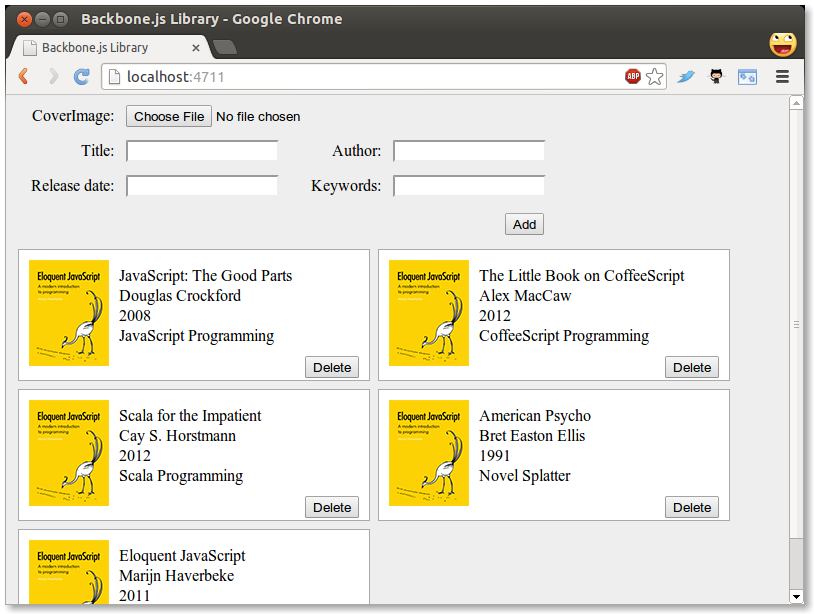 Backbone.js Library - Google Chrome
Backbone.js Library
localhost:4711
ABP
CoverImage: Choose File No file chosen
Title: Author:
Release date: Keywords:
Add
Eloquent JavaScript
A modern introduction
to programming
JavaScript: The Good Parts
Douglas Crockford
2008
JavaScript Programming
Delete
Eloquent JavaScript
A modern introduction
to programming
The Little Book on CoffeeScript
Alex MacCaw
2012
CoffeeScript Programming
Delete
Eloquent JavaScript
A modern introduction
to programming
Scala for the Impatient
Cay S. Horstmann
2012
Scala Programming
Delete
Eloquent JavaScript
A modern introduction
to programming
American Psycho
Bret Easton Ellis
1991
Novel Splatter
Delete
Eloquent JavaScript
A modern introduction
to programming
Eloquent JavaScript
Marijn Haverbeke
2011